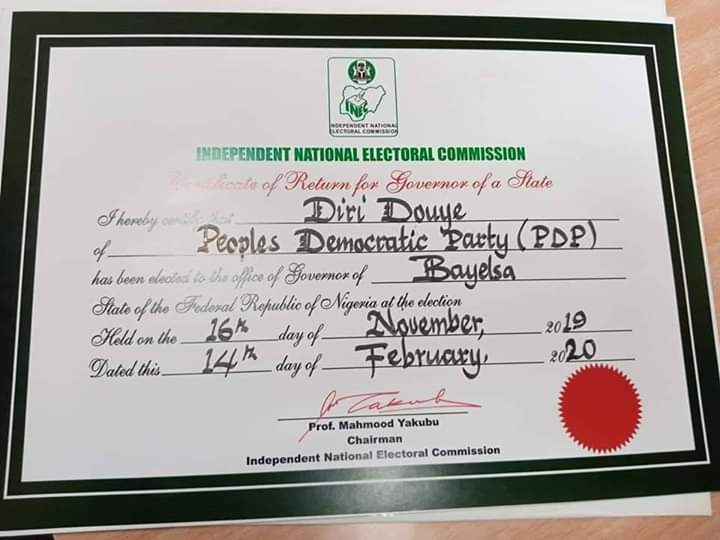 INEC
INDEPENDENT NATIONAL
ELECTORAL COMMISSION
INDEPENDENT NATIONAL ELECTORAL COMMISSION
Certificate of Return for Governor of a State
I hereby certify that Diri Douye
of Peoples Democratic Party (PDP)
has been elected to the office of Governor of Bayelsa
State of the Federal Republic of Nigeria at the election
Held on the 16th day of November, 2019
Dated this 14th day of February, 2020
Prof. Mahmood Yakubu
Chairman
Independent National Electoral Commission